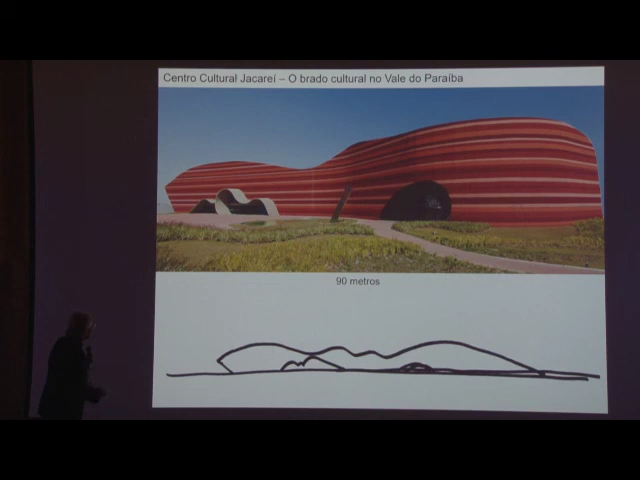 Centro Cultural Jacareí – O brado cultural no Vale do Paraíba
90 metros